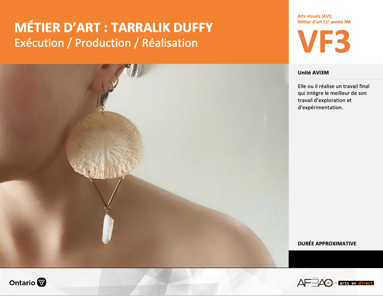 MÉTIER D'ART : TARRALIK DUFFY
Exécution / Production / Réalisation
Arts visuels (AVI)
Métier d'art 11e année 3M
VF3
Unité AVI3M
Elle ou il réalise un travail final
qui intègre le meilleur de son
travail d'exploration et
d'expérimentation.
DURÉE APPROXIMATIVE
Ontario
AFEAO
arts en direct